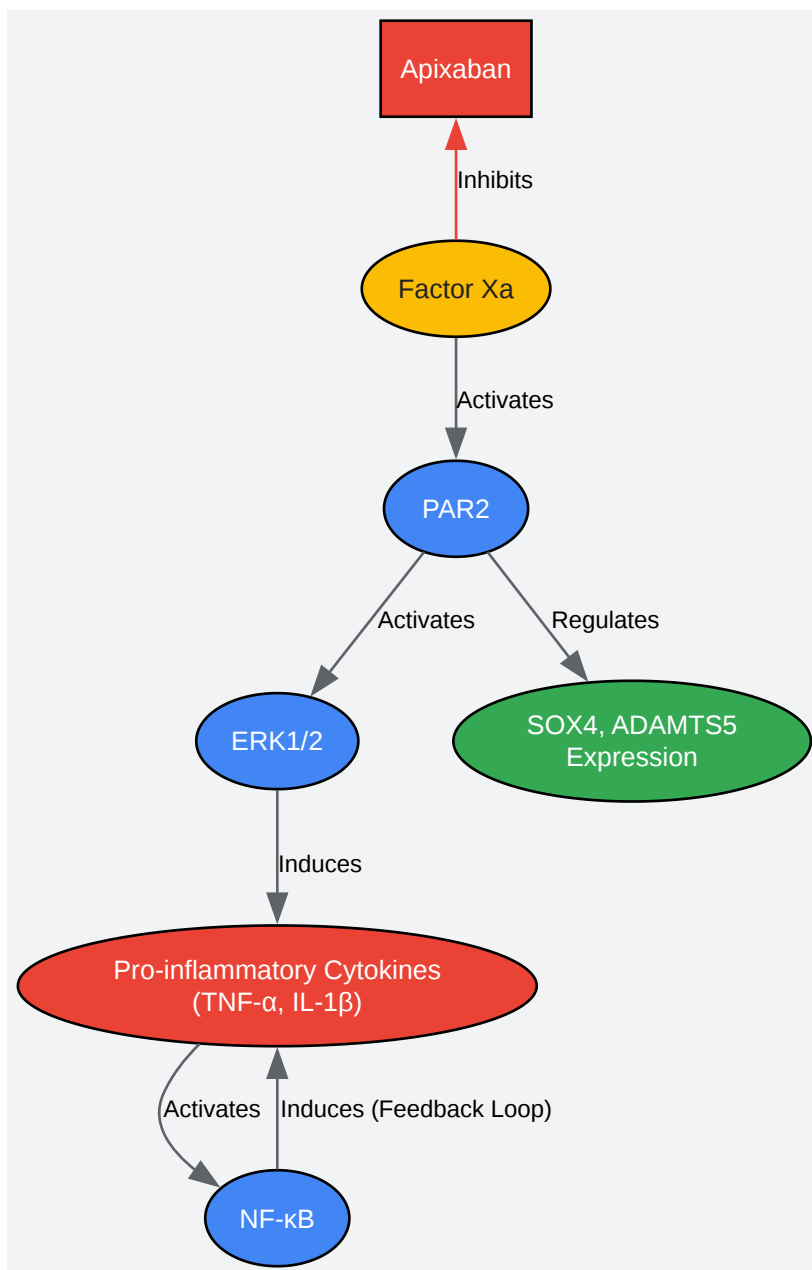 Apixaban
Inhibits
Factor Xa
Activates
PAR2
Activates
Regulates
ERK1/2
SOX4, ADAMTS5
Expression
Induces
Pro-inflammatory Cytokines
(TNF-α, IL-1β)
Activates
Induces (Feedback Loop)
NF-κB